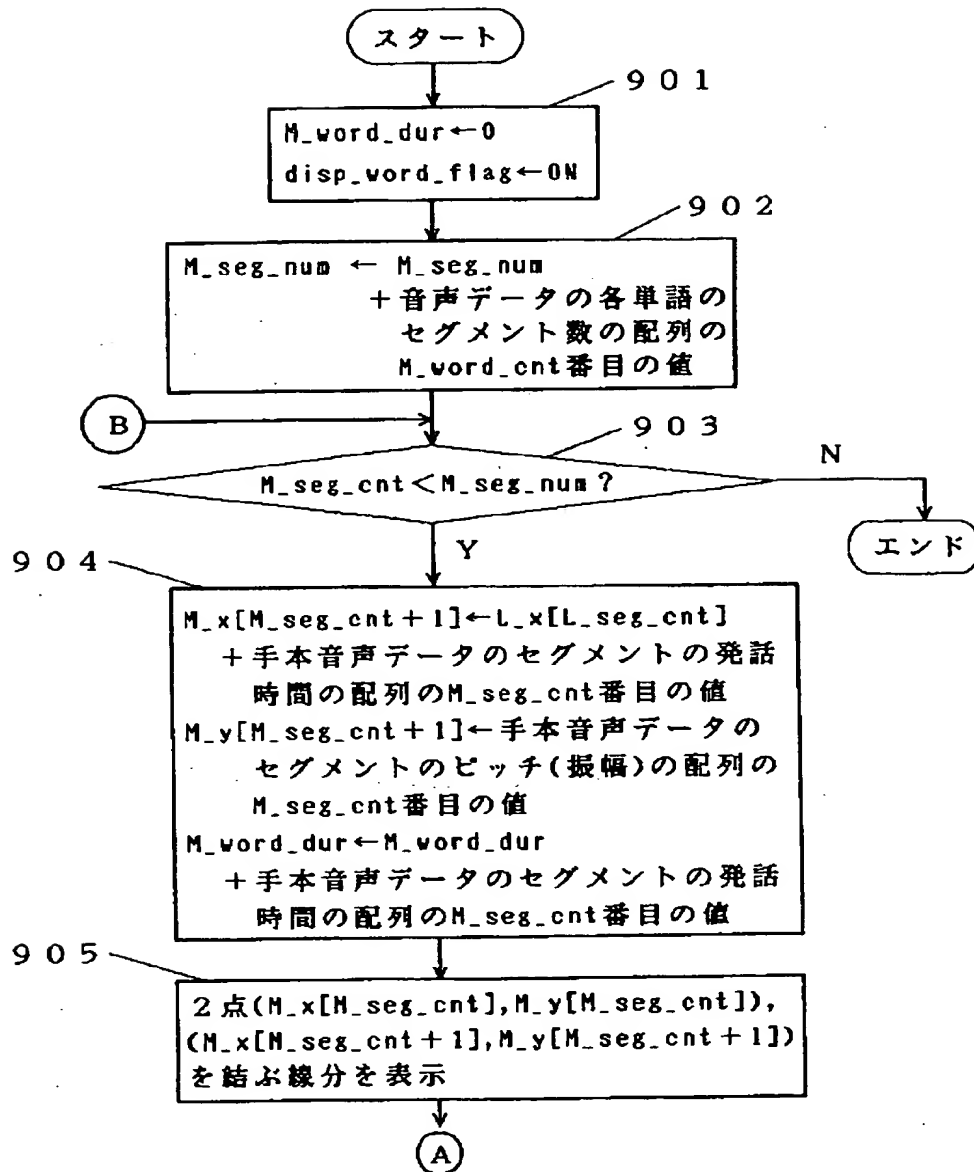 スタート
901
M_word_dur←0
disp_word_flag←ON
902
M_seg_num ← M_seg_num
+音声データの各単語の
セグメント数の配列の
M_word_cnt番目の値
B
903
M_seg_cnt<M_seg_num?
N
エンド
Y
904
M_x[M_seg_cnt+1]←L_x[L_seg_cnt]
+手本音声データのセグメントの発話
時間の配列のM_seg_cnt番目の値
M_y[M_seg_cnt+1]←手本音声データの
セグメントのピッチ(振幅)の配列の
M_seg_cnt番目の値
M_word_dur←M_word_dur
+手本音声データのセグメントの発話
時間の配列のM_seg_cnt番目の値
905
2点(M_x[M_seg_cnt],M_y[M_seg_cnt]),
(M_x[M_seg_cnt+1],M_y[M_seg_cnt+1])
を結ぶ線分を表示
A